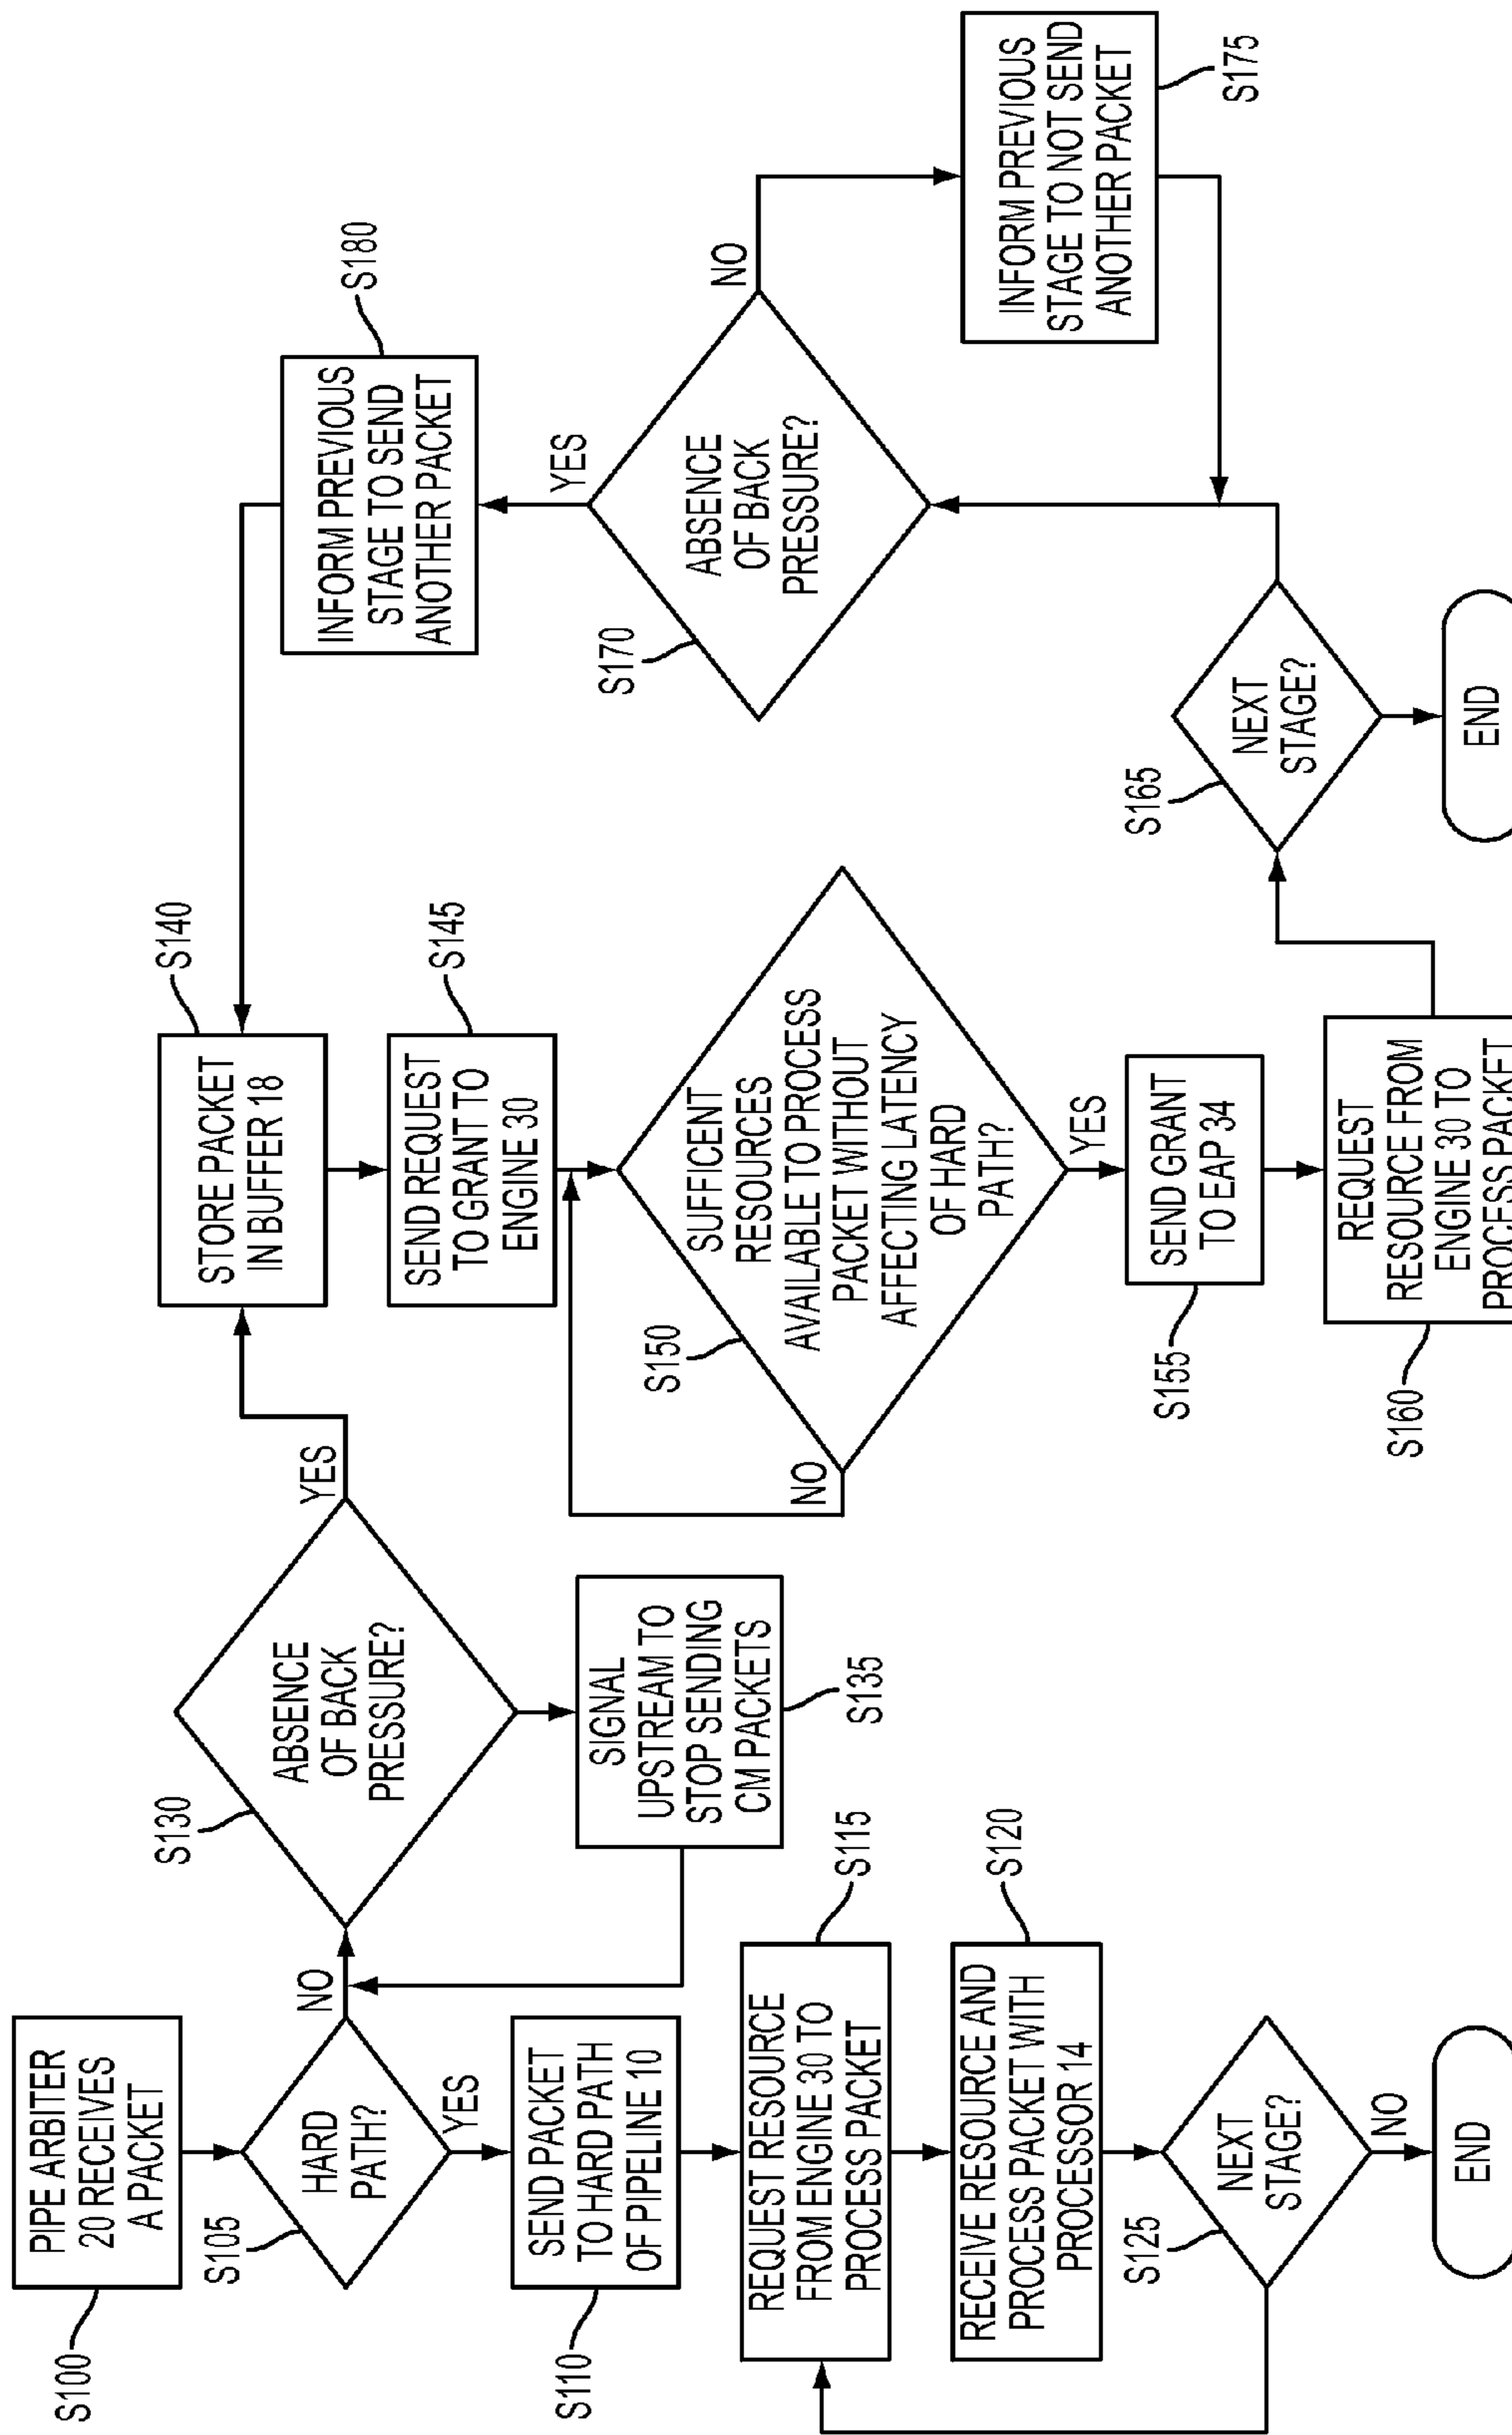 S100
PIPE ARBITER
20 RECEIVES
A PACKET
S105
HARD
PATH?
NO
YES
S110
SEND PACKET
TO HARD PATH
OF PIPELINE 10
S115
REQUEST RESOURCE
FROM ENGINE 30 TO
PROCESS PACKET
S120
RECEIVE RESOURCE AND
PROCESS PACKET WITH
PROCESSOR 14
S125
NEXT
STAGE?
NO
END
S130
ABSENCE
OF BACK
PRESSURE?
YES
SIGNAL
UPSTREAM TO
STOP SENDING
CM PACKETS
S135
S140
STORE PACKET
IN BUFFER 18
S145
SEND REQUEST
TO GRANT TO
ENGINE 30
S150
SUFFICENT
RESOURCES
AVAILABLE TO PROCESS
PACKET WITHOUT
AFFECTING LATENCY
OF HARD
PATH?
NO
YES
S155
SEND GRANT
TO EAP 34
S160
REQUEST
RESOURCE FROM
ENGINE 30 TO
PROCESS PACKET
S165
NEXT
STAGE?
END
S170
ABSENCE
OF BACK
PRESSURE?
NO
YES
INFORM PREVIOUS
STAGE TO NOT SEND
ANOTHER PACKET
S175
S180
INFORM PREVIOUS
STAGE TO SEND
ANOTHER PACKET